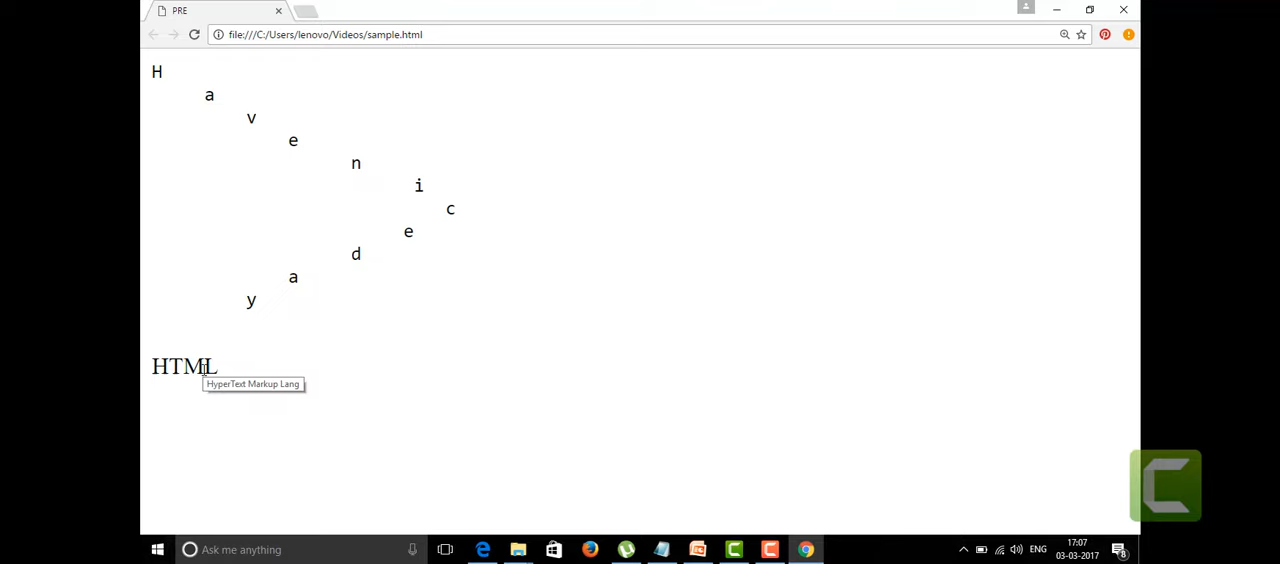 PRE
file:///C:/Users/lenovo/Videos/sample.html
H
a
v
e
n
i
c
e
d
a
y
HTML
HyperText Markup Lang
Ask me anything
ENG
17:07
03-03-2017
8